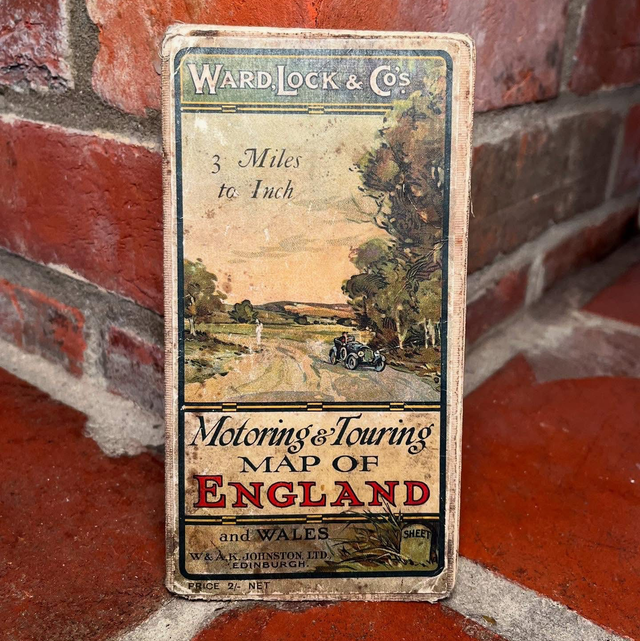 WARD, LOCK & CO'S
3 Miles
to Inch
Motoring & Touring
MAP OF
ENGLAND
and WALES
SHEET
W. & A. K. JOHNSTON, LTD
EDINBURGH.
PRICE 2/- NET